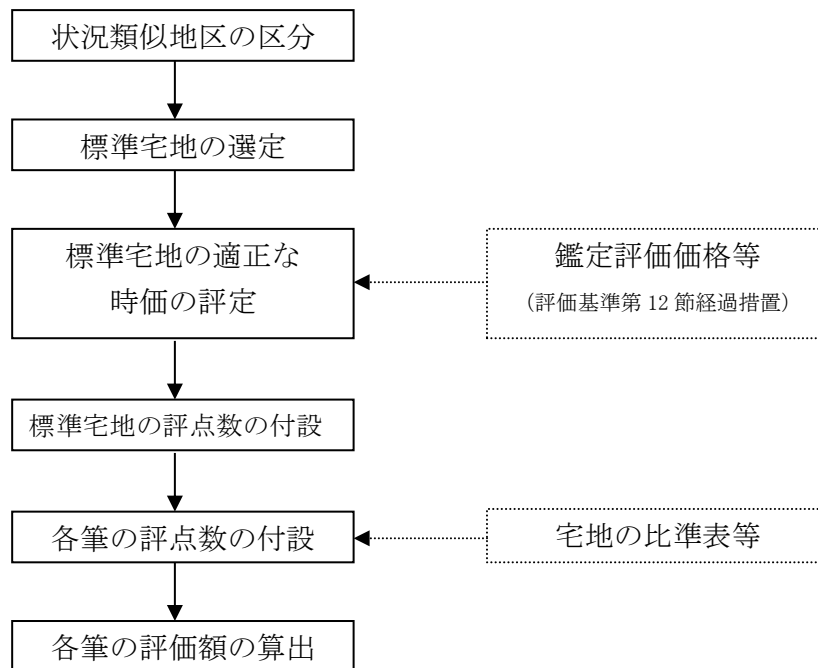 状況類似地区の区分
標準宅地の選定
標準宅地の適正な
時価の評定
鑑定評価価格等
（評価基準第 12 節経過措置）
標準宅地の評点数の付設
各筆の評点数の付設
宅地の比準表等
各筆の評価額の算出